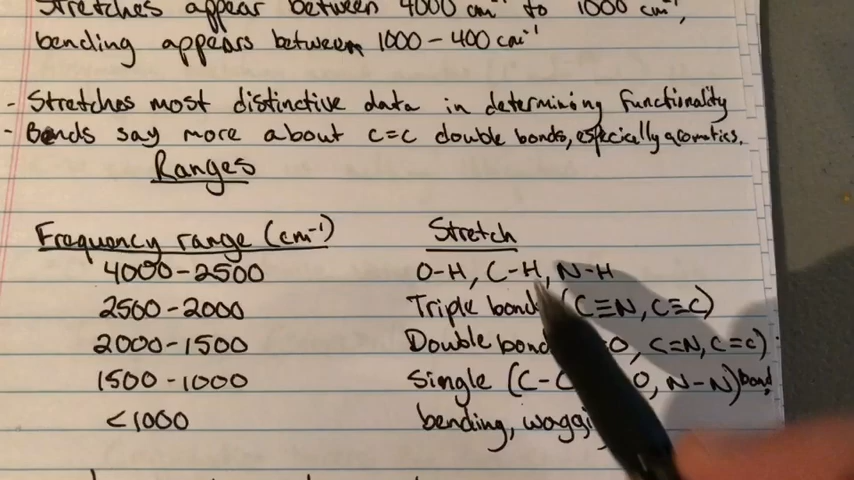 Stretches appear between 4000 cm⁻¹ to 1000 cm⁻¹,
bending appears between 1000-400 cm⁻¹
- Stretches most distinctive data in determining functionality
- Bends say more about C=C double bonds, especially aromatics.
Ranges
Frequency range (cm⁻¹) Stretch
4000-2500 O-H, C-H, N-H
2500-2000 Triple bond (C≡N, C≡C)
2000-1500 Double bond O, C=N, C=C)
1500-1000 Single (C-C O, N-N) bond
<1000 bending,